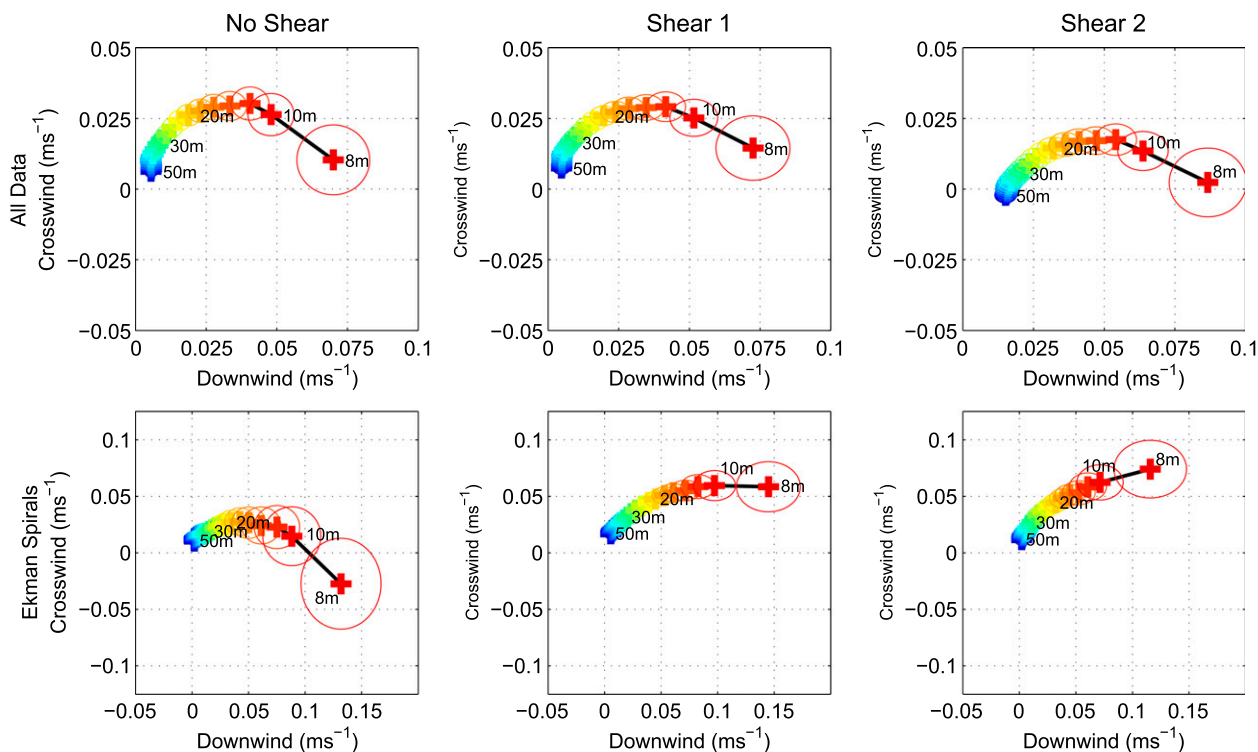 No Shear
Shear 1
Shear 2
All Data
Crosswind (ms⁻¹)
0.05
0.025
0
−0.025
−0.05
20m
10m
30m
50m
8m
0
0.025
0.05
0.075
0.1
Downwind (ms⁻¹)
Crosswind (ms⁻¹)
0.05
0.025
0
−0.025
−0.05
20m
10m
30m
50m
8m
0
0.025
0.05
0.075
0.1
Downwind (ms⁻¹)
Crosswind (ms⁻¹)
0.05
0.025
0
−0.025
−0.05
20m
10m
30m
50m
8m
0
0.025
0.05
0.075
0.1
Downwind (ms⁻¹)
Ekman Spirals
Crosswind (ms⁻¹)
0.1
0.05
0
−0.05
−0.1
20m
10m
30m
50m
8m
−0.05
0
0.05
0.1
0.15
Downwind (ms⁻¹)
Crosswind (ms⁻¹)
0.1
0.05
0
−0.05
−0.1
10m
8m
20m
30m
50m
−0.05
0
0.05
0.1
0.15
Downwind (ms⁻¹)
Crosswind (ms⁻¹)
0.1
0.05
0
−0.05
−0.1
10m
8m
20m
30m
50m
−0.05
0
0.05
0.1
0.15
Downwind (ms⁻¹)